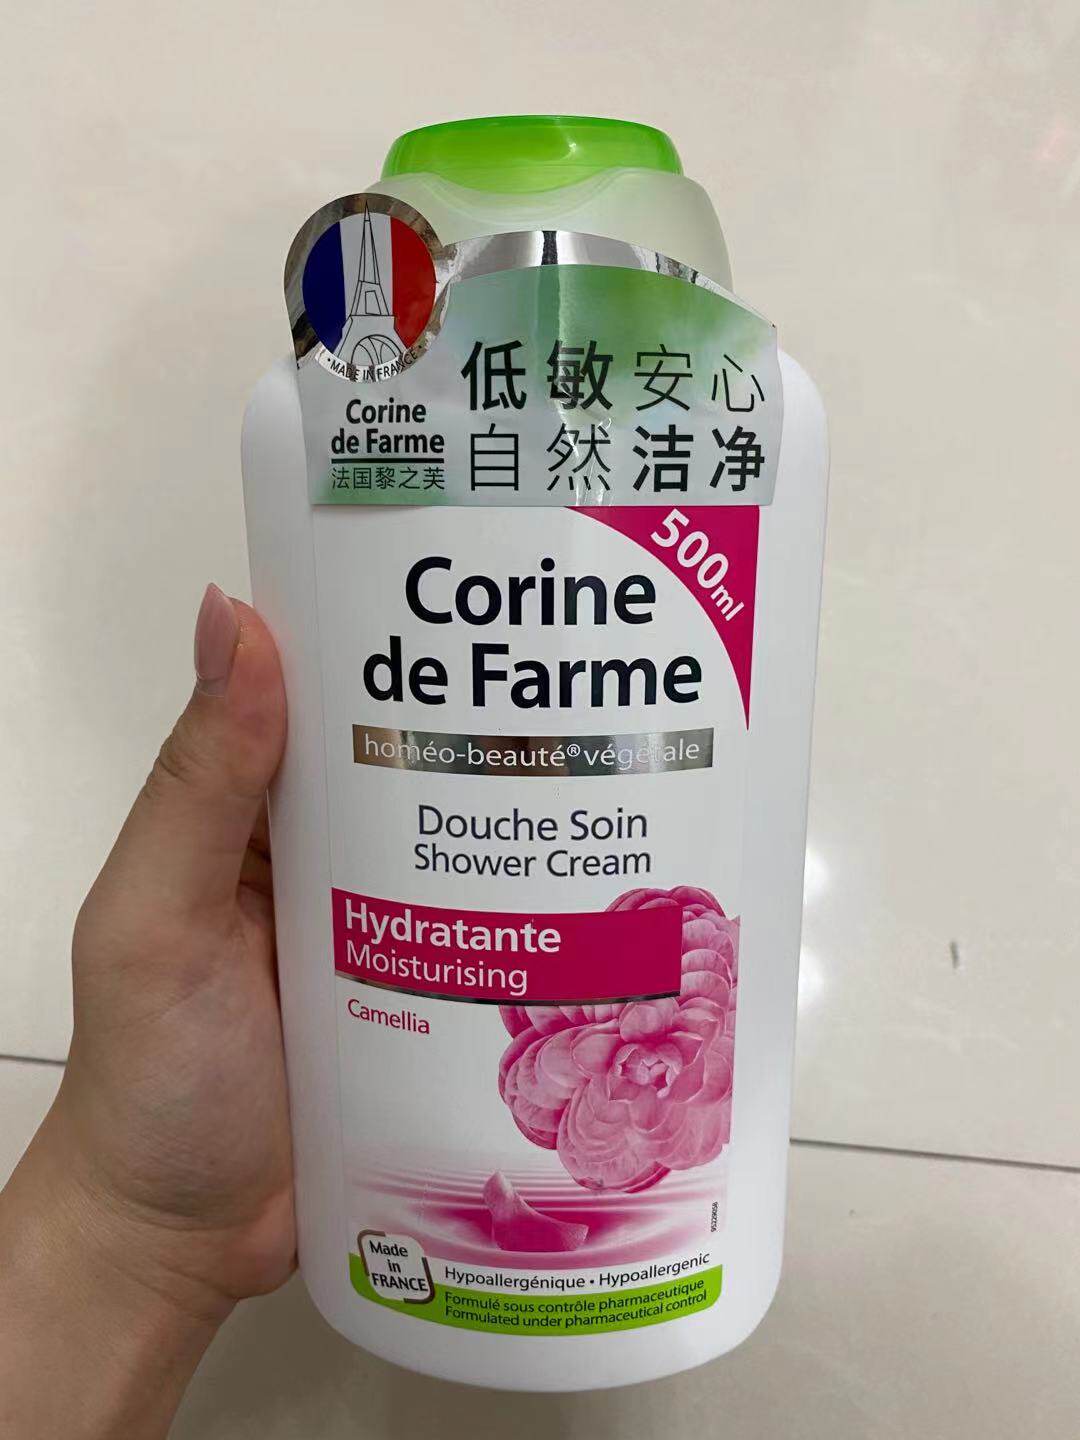 MADE IN FRANCE
Corine
de Farme
法国黎之芙
低敏安心
自然洁净
500ml
Corine
de Farme
homéo-beauté® végétale
Douche Soin
Shower Cream
Hydratante
Moisturising
Camellia
Made
in
FRANCE
Hypoallergénique • Hypoallergenic
Formulé sous contrôle pharmaceutique
Formulated under pharmaceutical control